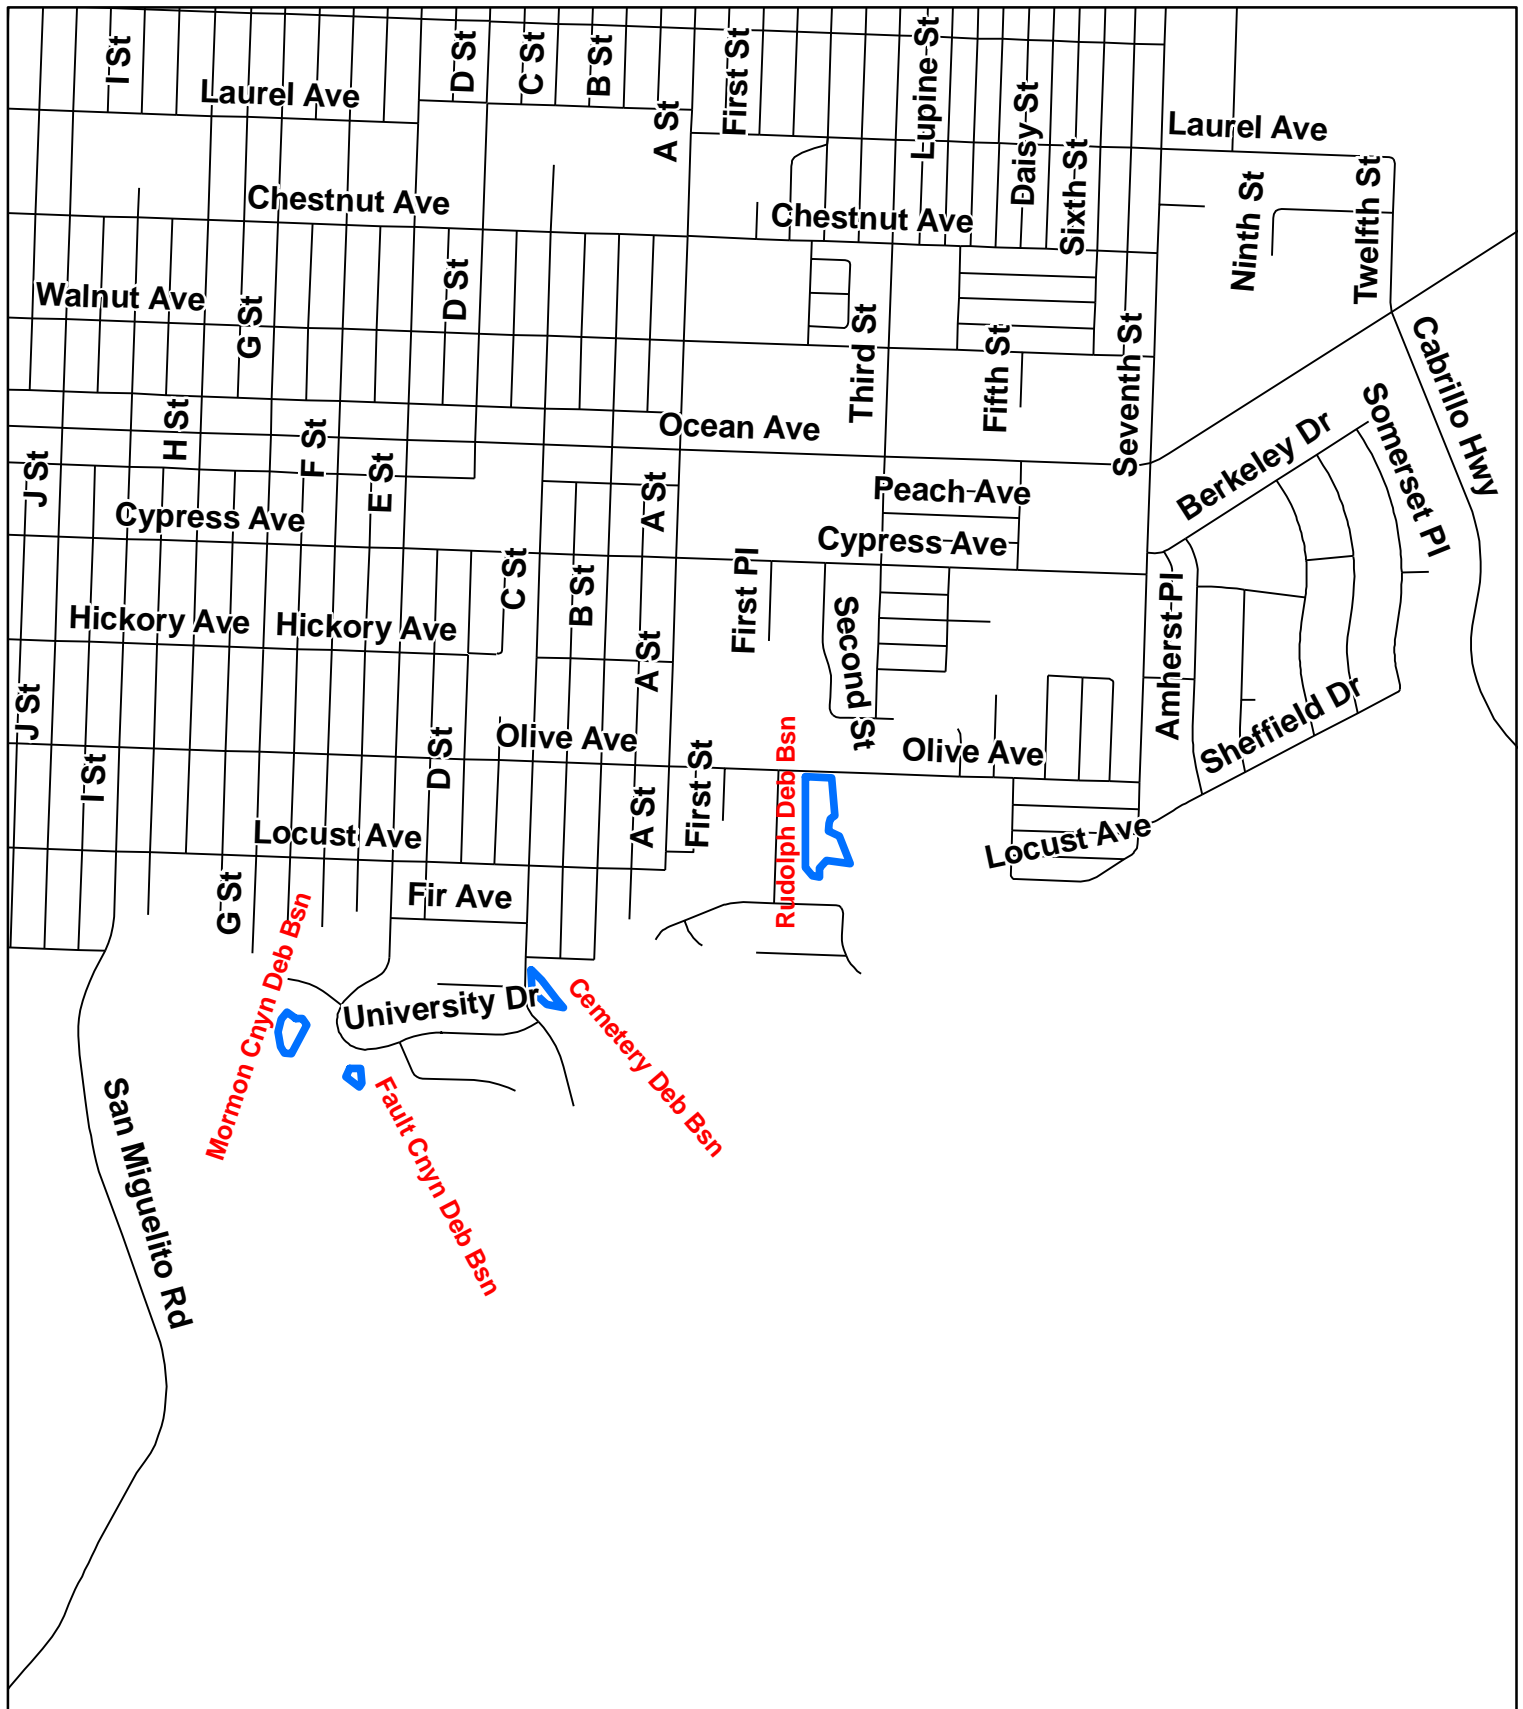 I St
D St
C St
B St
First St
Lupine St
Laurel Ave
A St
Daisy St
Laurel Ave
Sixth St
Chestnut Ave
Chestnut Ave
Ninth St
Twelfth St
Walnut Ave
G St
D St
Third St
Fifth St
Seventh St
Cabrillo Hwy
H St
F St
Ocean Ave
Berkeley Dr
Somerset Pl
J St
E St
A St
Peach Ave
Cypress Ave
Cypress Ave
C St
B St
First Pl
Second St
Amherst Pl
Hickory Ave
Hickory Ave
A St
J St
Olive Ave
Olive Ave
Sheffield Dr
I St
D St
A St
First St
Rudolph Deb Bsn
Locust Ave
Locust Ave
G St
Fir Ave
Mormon Cnyn Deb Bsn
University Dr
Cemetery Deb Bsn
Fault Cnyn Deb Bsn
San Miguelito Rd